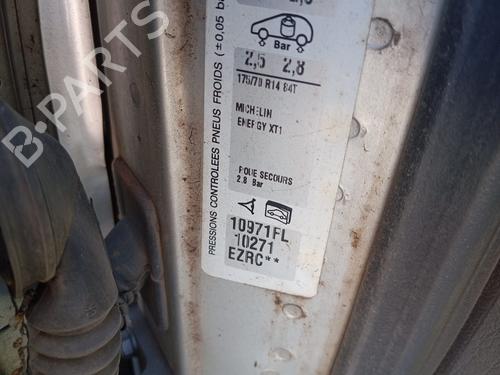 Bar
2,5 2,8
175/70 R14 84T
MICHELIN
ENERGY XT1
ROUE SECOURS
2.8 Bar
10971FL
10271
EZRC**
PRESSIONS CONTROLEES PNEUS FROIDS (±0,05 ba
B-PARTS